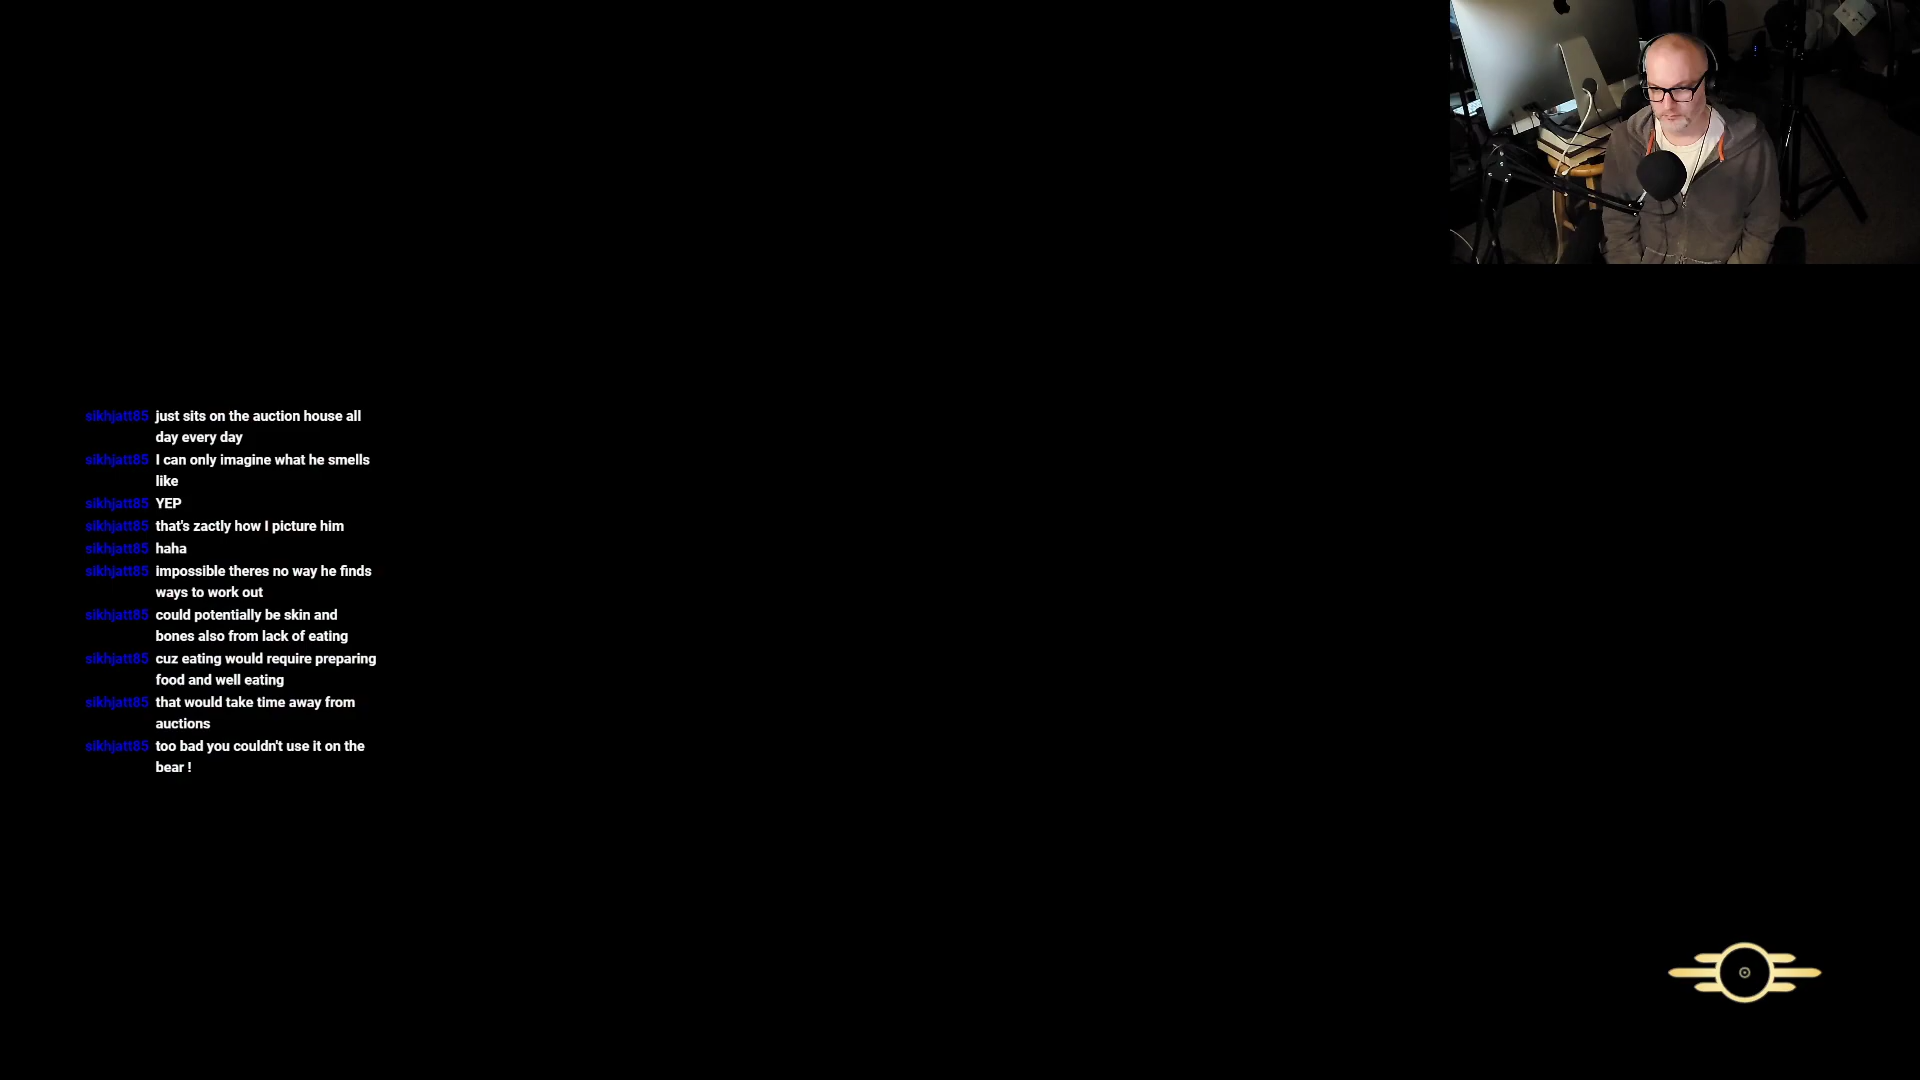 sikhjatt85 just sits on the auction house all
day every day
sikhjatt85 I can only imagine what he smells
like
sikhjatt85 YEP
sikhjatt85 that's zactly how I picture him
sikhjatt85 haha
sikhjatt85 impossible theres no way he finds
ways to work out
sikhjatt85 could potentially be skin and
bones also from lack of eating
sikhjatt85 cuz eating would require preparing
food and well eating
sikhjatt85 that would take time away from
auctions
sikhjatt85 too bad you couldn't use it on the
bear !